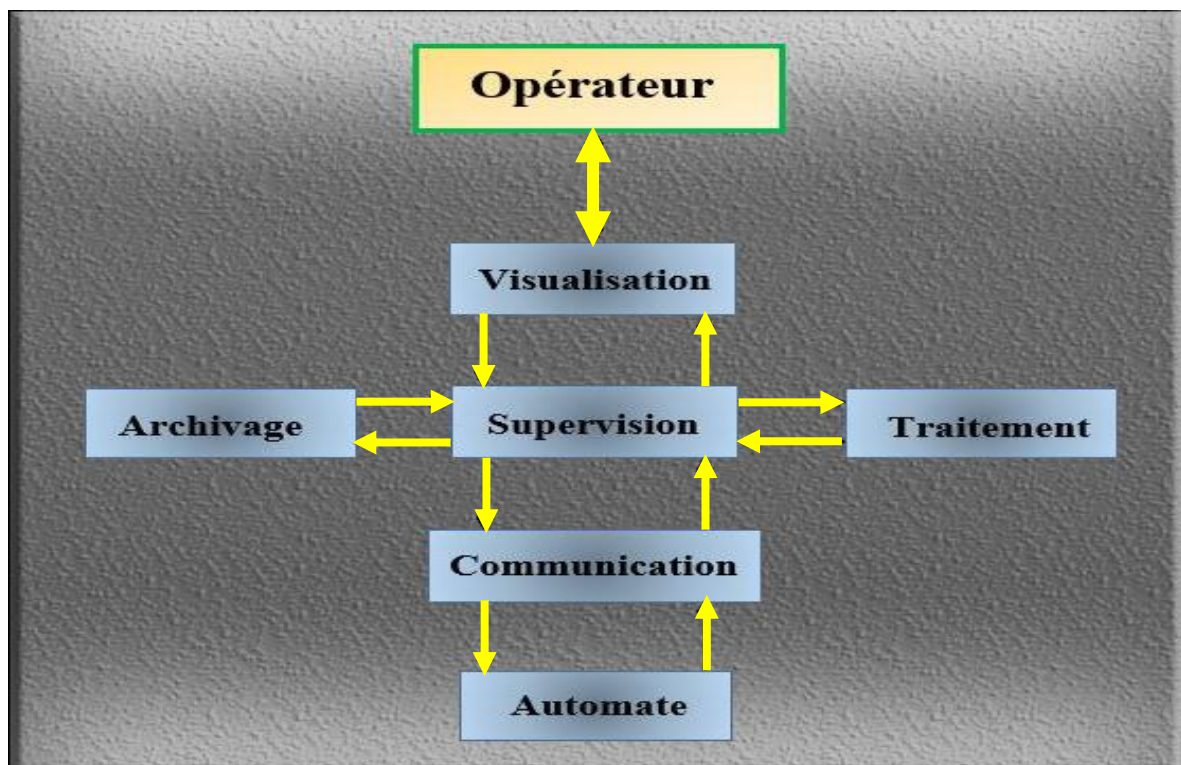 Opérateur
Visualisation
Archivage
Supervision
Traitement
Communication
Automate